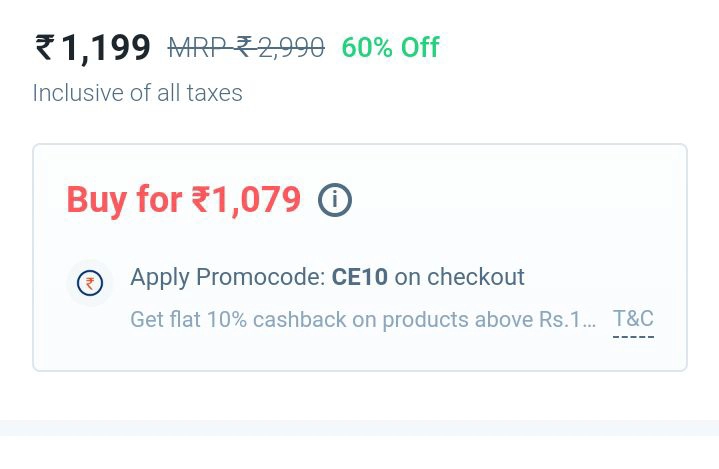 ₹ 1,199 MRP ₹ 2,990 60% Off
Inclusive of all taxes
Buy for ₹1,079 i
₹ Apply Promocode: CE10 on checkout
Get flat 10% cashback on products above Rs.1... T&C